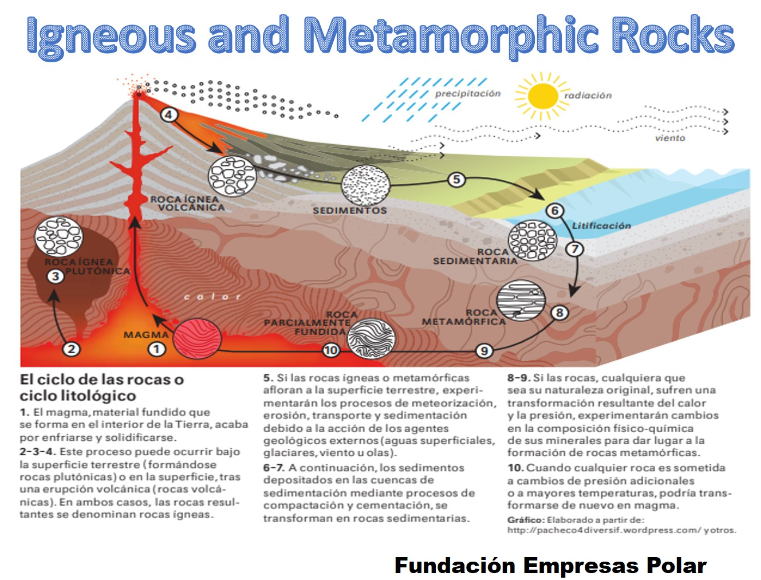 Igneous and Metamorphic Rocks
precipitación
radiación
viento
4
ROCA ÍGNEA
VOLCÁNICA
SEDIMENTOS
5
6
Litificación
7
ROCA
SEDIMENTARIA
ROCA ÍGNEA
PLUTÓNICA
3
calor
ROCA
METAMÓRFICA
8
ROCA
PARCIALMENTE
FUNDIDA
MAGMA
2
1
10
9
El ciclo de las rocas o
ciclo litológico
1. El magma, material fundido que
se forma en el interior de la Tierra, acaba
por enfriarse y solidificarse.
2-3-4. Este proceso puede ocurrir bajo
la superficie terrestre (formándose
rocas plutónicas) o en la superficie, tras
una erupción volcánica (rocas volcá-
nicas). En ambos casos, las rocas resul-
tantes se denominan rocas ígneas.
5. Si las rocas ígneas o metamórficas
afloran a la superficie terrestre, experi-
mentarán los procesos de meteorización,
erosión, transporte y sedimentación
debido a la acción de los agentes
geológicos externos (aguas superficiales,
glaciares, viento u olas).
6-7. A continuación, los sedimentos
depositados en las cuencas de
sedimentación mediante procesos de
compactación y cementación, se
transforman en rocas sedimentarias.
8-9. Si las rocas, cualquiera que
sea su naturaleza original, sufren una
transformación resultante del calor
y la presión, experimentarán cambios
en la composición físico-química
de sus minerales para dar lugar a la
formación de rocas metamórficas.
10. Cuando cualquier roca es sometida
a cambios de presión adicionales
o a mayores temperaturas, podría trans-
formarse de nuevo en magma.
Gráfico: Elaborado a partir de:
http://pacheco4diversif.wordpress.com/ y otros.
Fundación Empresas Polar